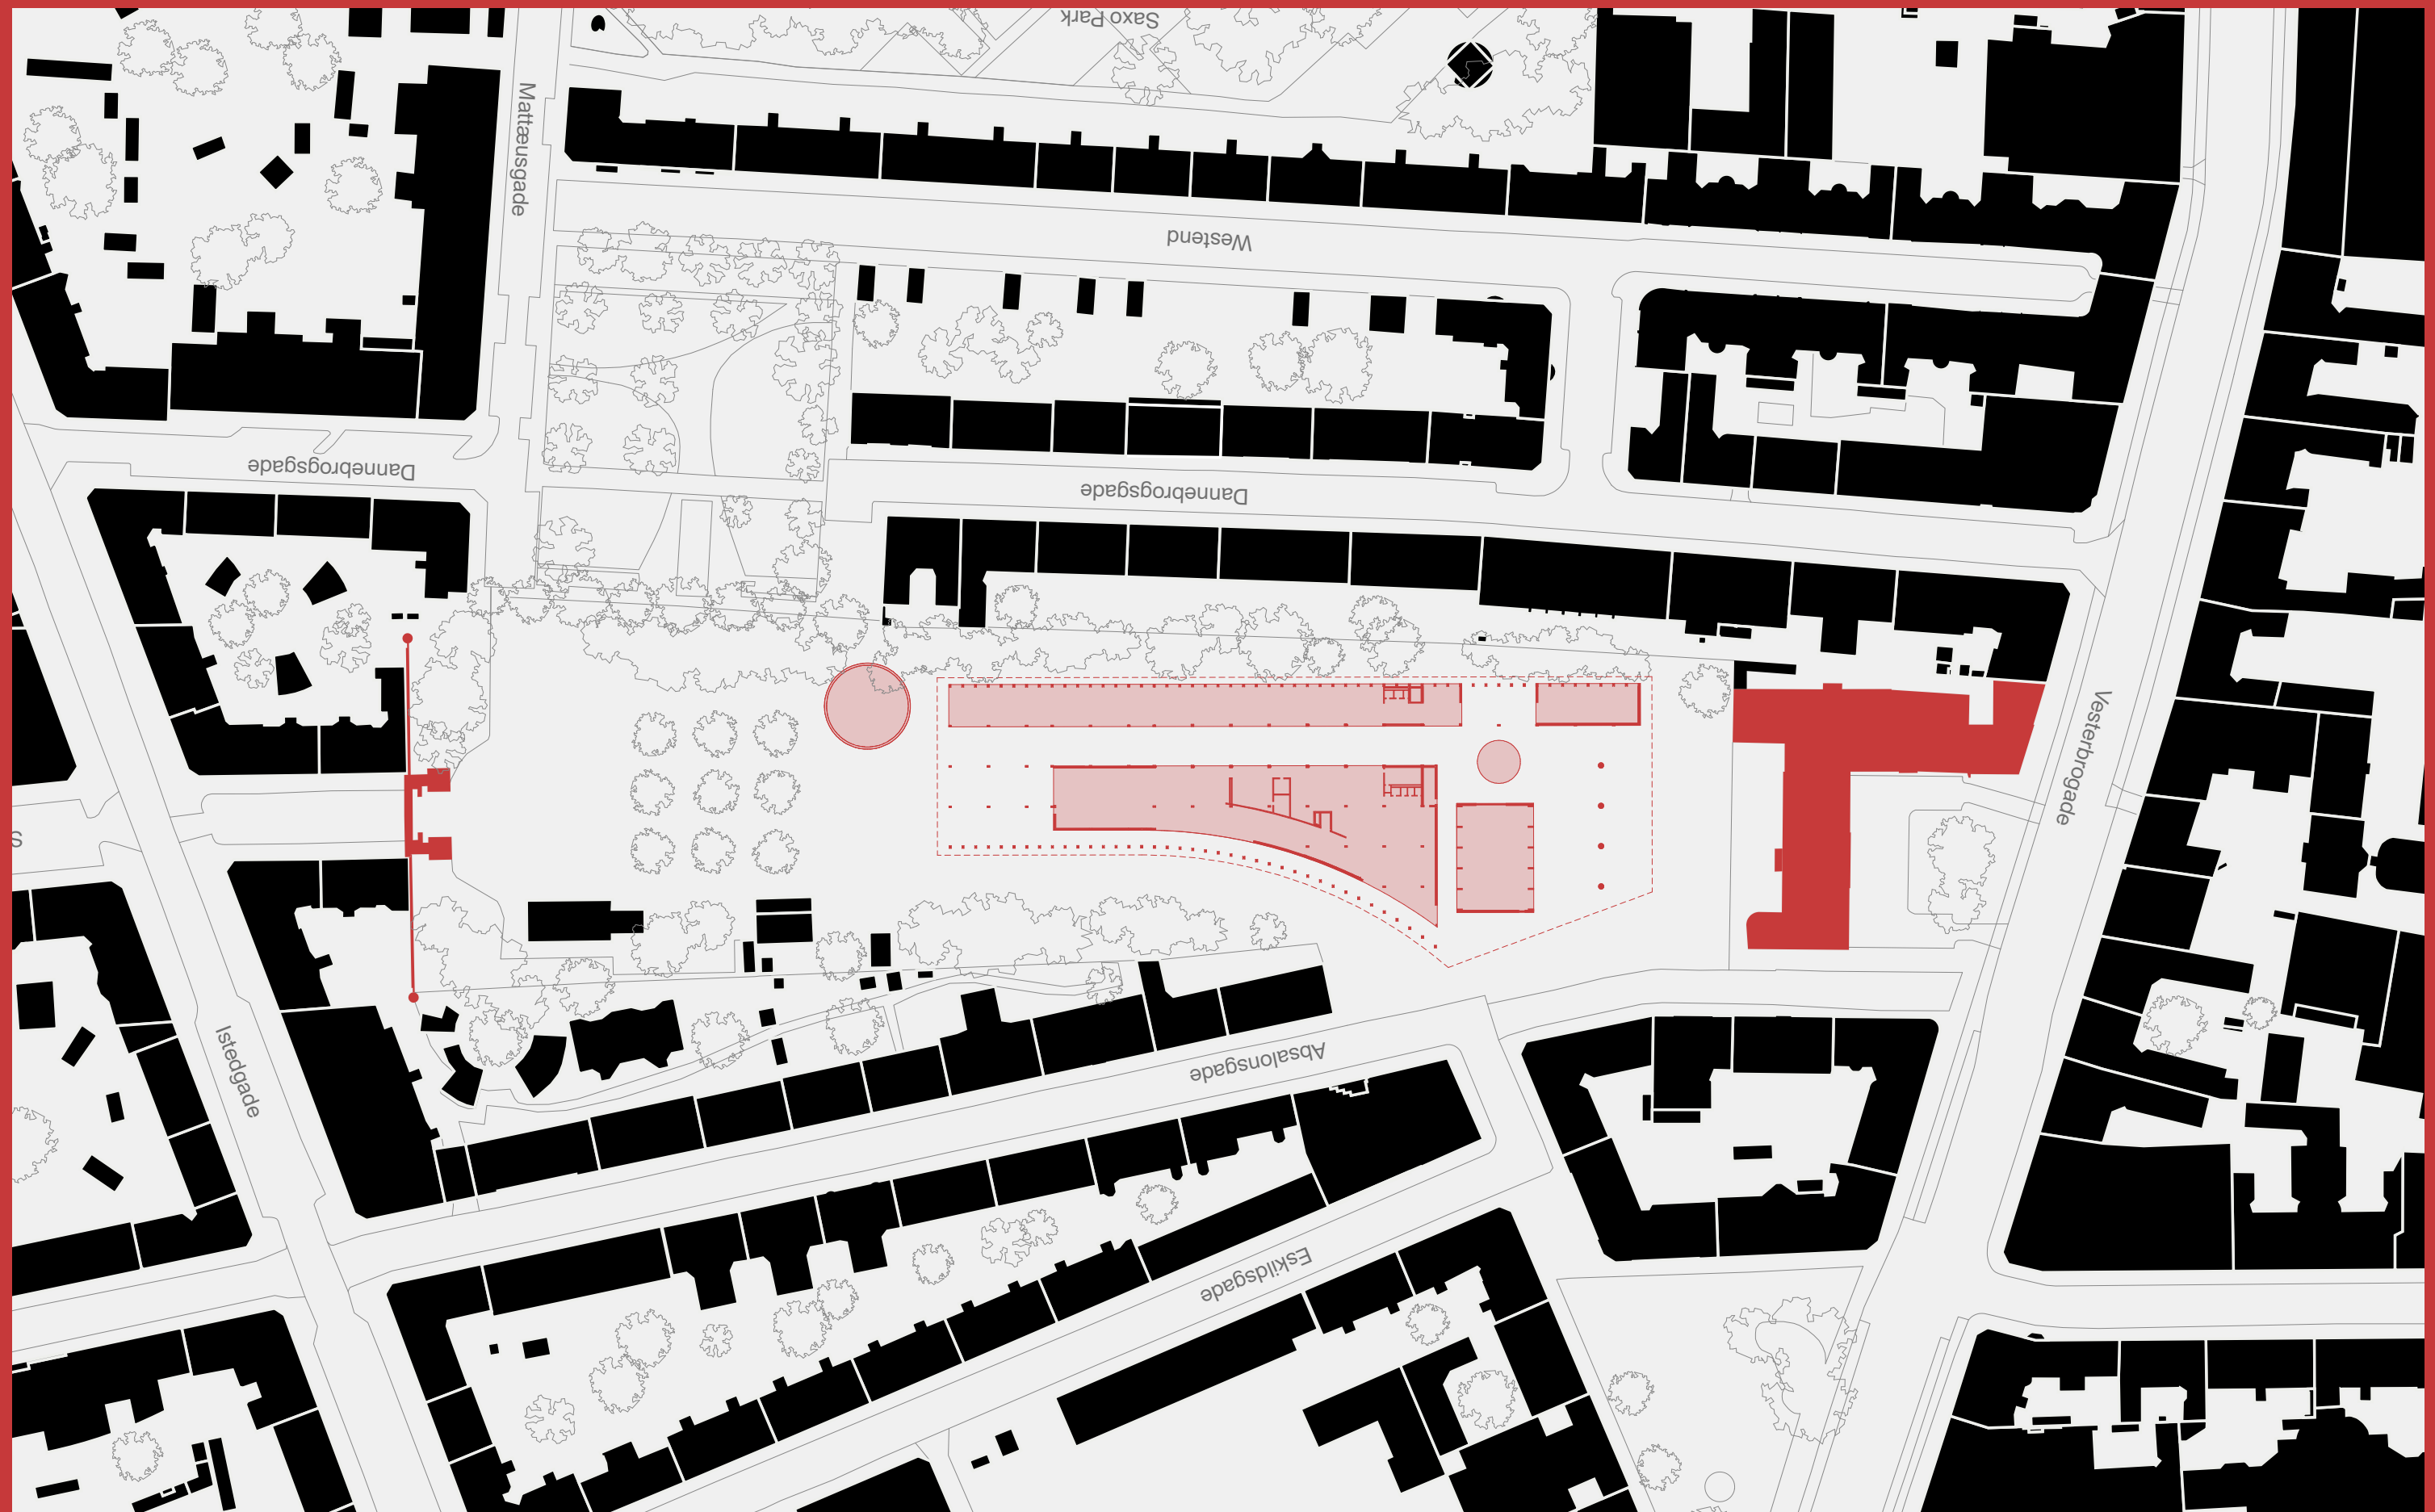 Saxo Park
Mattæusgade
Westend
Dannebrogsgade
Dannebrogsgade
Vesterbrogade
S
Istedgade
Absalonsgade
Eskildsgade